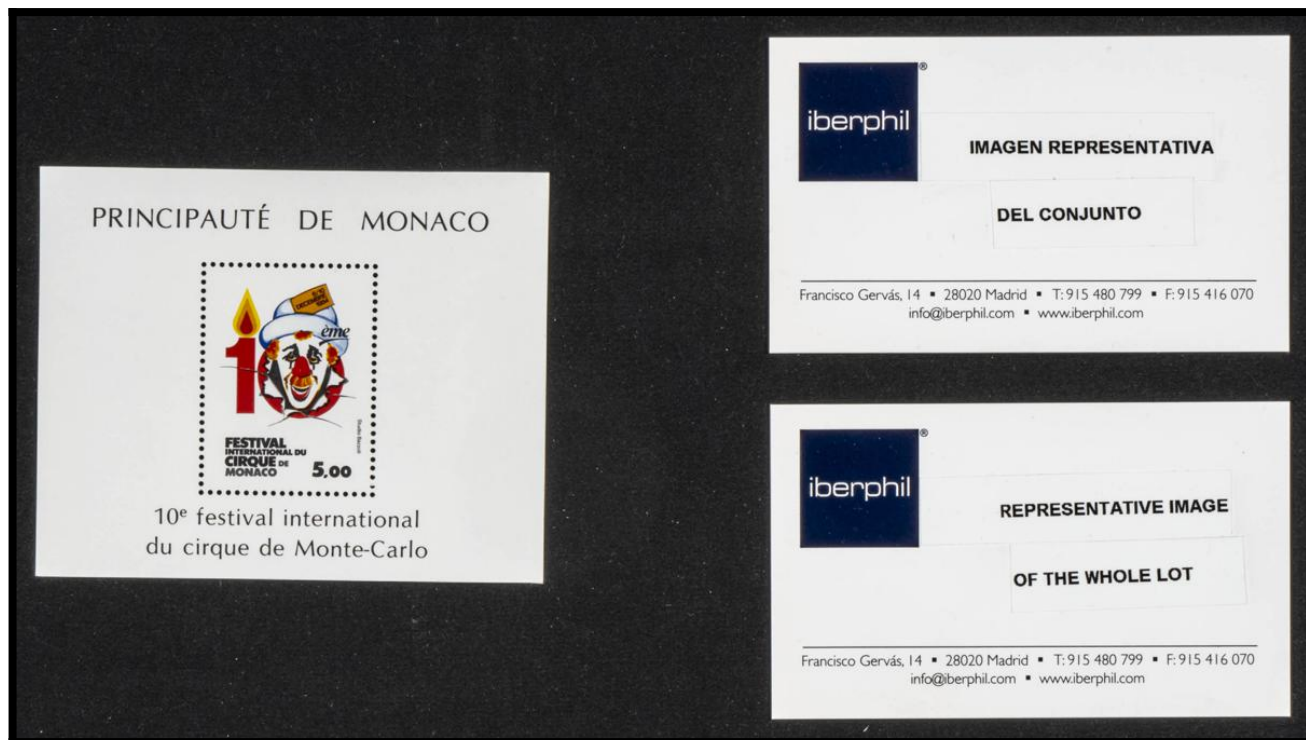 PRINCIPAUTÉ DE MONACO
10
ème
FESTIVAL
INTERNATIONAL DU
CIRQUE DE
MONACO
5,00
10ᵉ festival international
du cirque de Monte-Carlo
iberphil®
IMAGEN REPRESENTATIVA
DEL CONJUNTO
Francisco Gervás, 14 ▪ 28020 Madrid ▪ T: 915 480 799 ▪ F: 915 416 070
info@iberphil.com ▪ www.iberphil.com
iberphil®
REPRESENTATIVE IMAGE
OF THE WHOLE LOT
Francisco Gervás, 14 ▪ 28020 Madrid ▪ T: 915 480 799 ▪ F: 915 416 070
info@iberphil.com ▪ www.iberphil.com